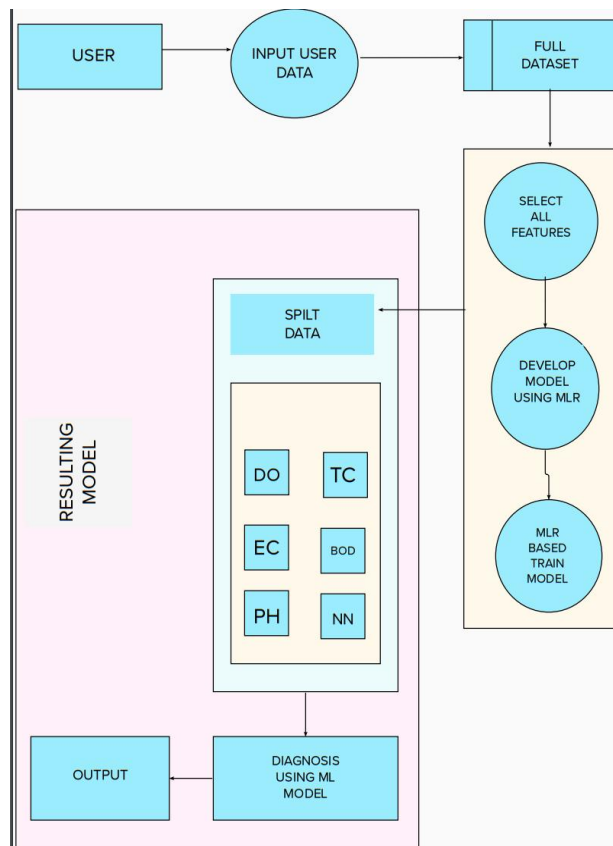 USER
INPUT USER
DATA
FULL
DATASET
SELECT
ALL
FEATURES
SPILT
DATA
DEVELOP
MODEL
USING MLR
RESULTING
MODEL
DO
TC
EC
BOD
PH
NN
MLR
BASED
TRAIN
MODEL
OUTPUT
DIAGNOSIS
USING ML
MODEL